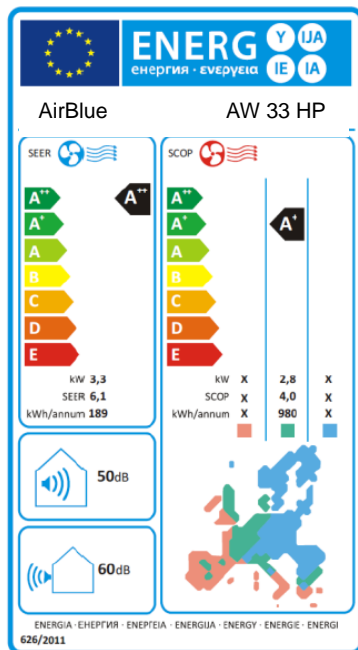 ENERG Y IJA
енергия · ενεργεια IE IA
AirBlue AW 33 HP
SEER
A++
A+
A
B
C
D
E
A++
kW 3,3
SEER 6,1
kWh/annum 189
SCOP
A++
A+
A
B
C
D
E
A+
kW X 2,8 X
SCOP X 4,0 X
kWh/annum X 980 X
50dB
60dB
ENERGIA · ЕНЕРГИЯ · ΕΝΕΡΓΕΙΑ · ENERGIJA · ENERGY · ENERGIE · ENERGI
626/2011